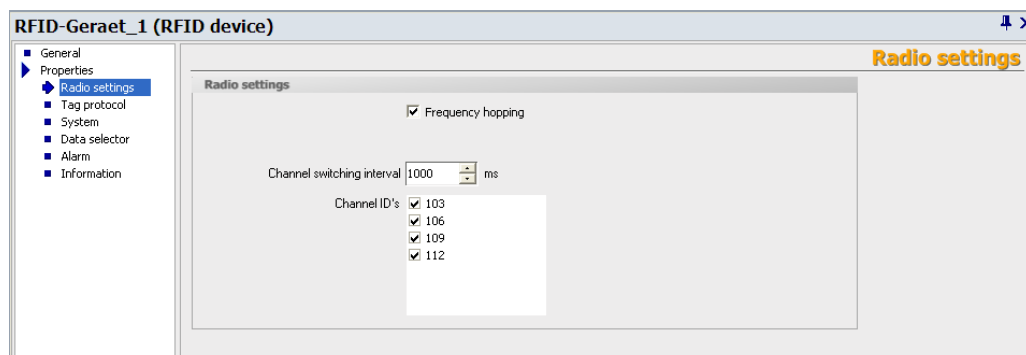 RFID-Geraet_1 (RFID device)
General
Properties
Radio settings
Tag protocol
System
Data selector
Alarm
Information
Radio settings
Radio settings
Frequency hopping
Channel switching interval 1000 ms
Channel ID's 103
106
109
112